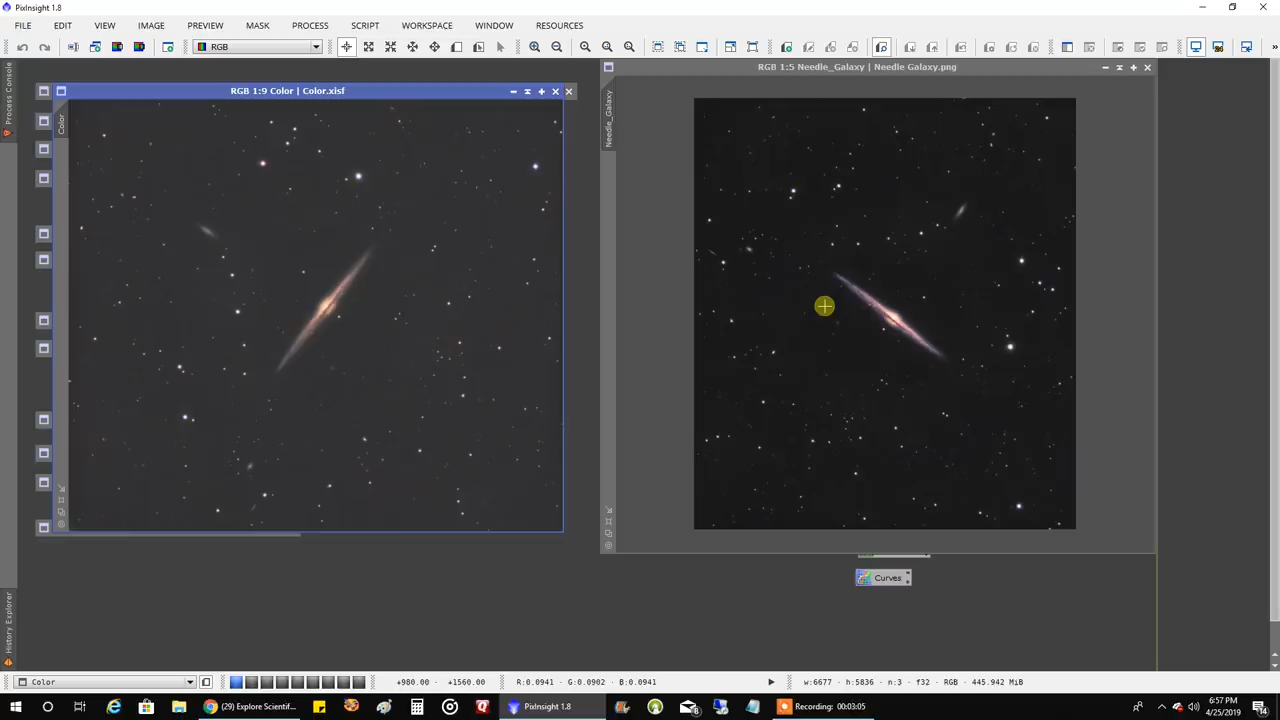 PixInsight 1.8
FILE EDIT VIEW IMAGE PREVIEW MASK PROCESS SCRIPT WORKSPACE WINDOW RESOURCES
RGB
Process Console
RGB 1:9 Color | Color.xisf
Color
RGB 1:5 Needle_Galaxy | Needle Galaxy.png
Needle_Galaxy
Curves
History Explorer
Color
+980.00 +1560.00
R:0.0941 G:0.0902 B:0.0941
w:6677 h:5836 n:3 f32 RGB 445.942 MiB
(29) Explore Scientif...
PixInsight 1.8
8
Recording: 00:03:05
6:57 PM
4/25/2019
14